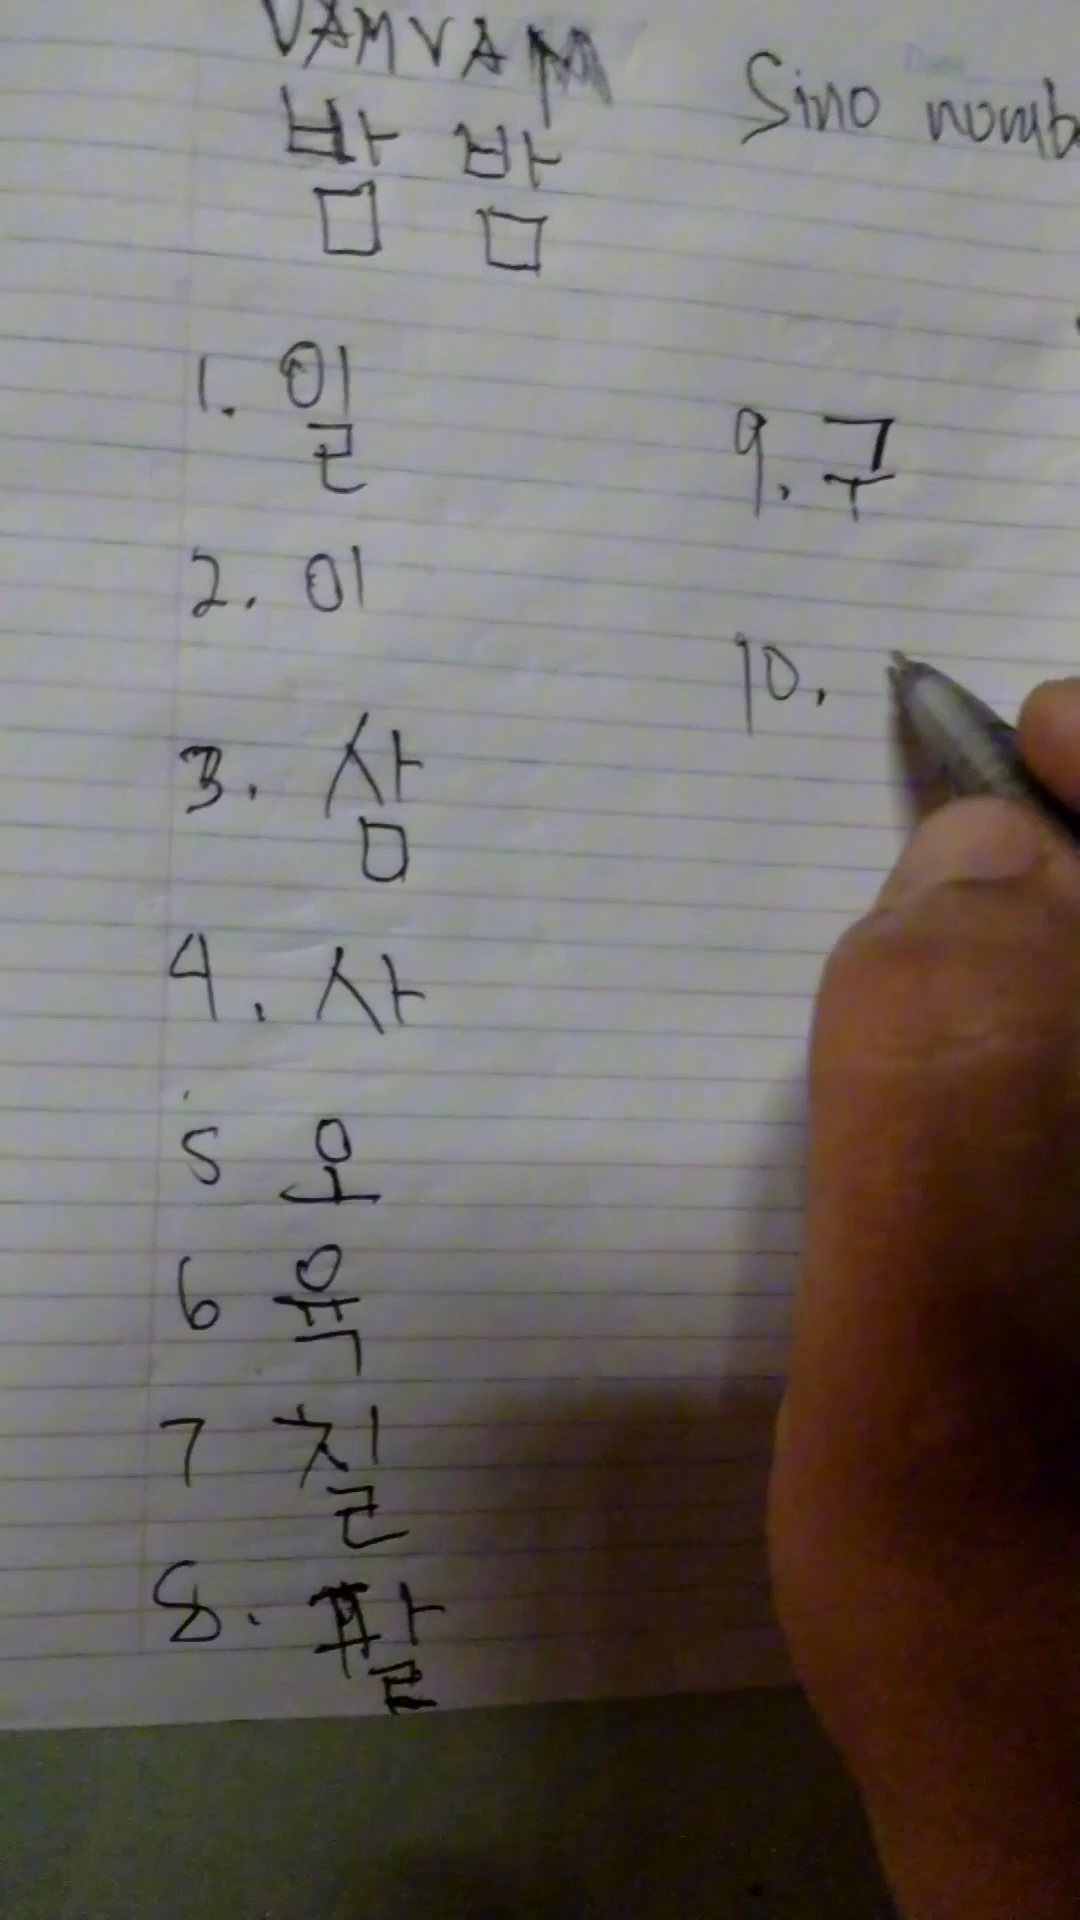 VAMVAM
밤 밤
Sino
1. 일
2. 이
3. 삼
4. 사
5 오
6 육
7 칠
8. 팔
9. 구
10.